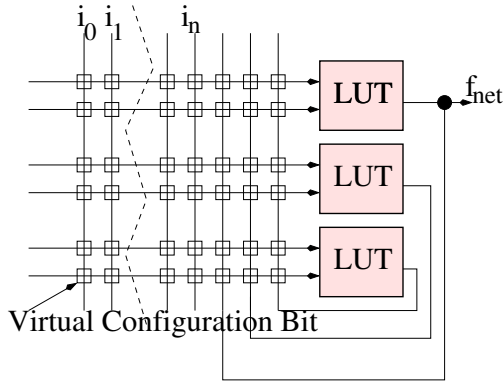 i0 i1 in
LUT
fnet
LUT
LUT
Virtual Configuration Bit